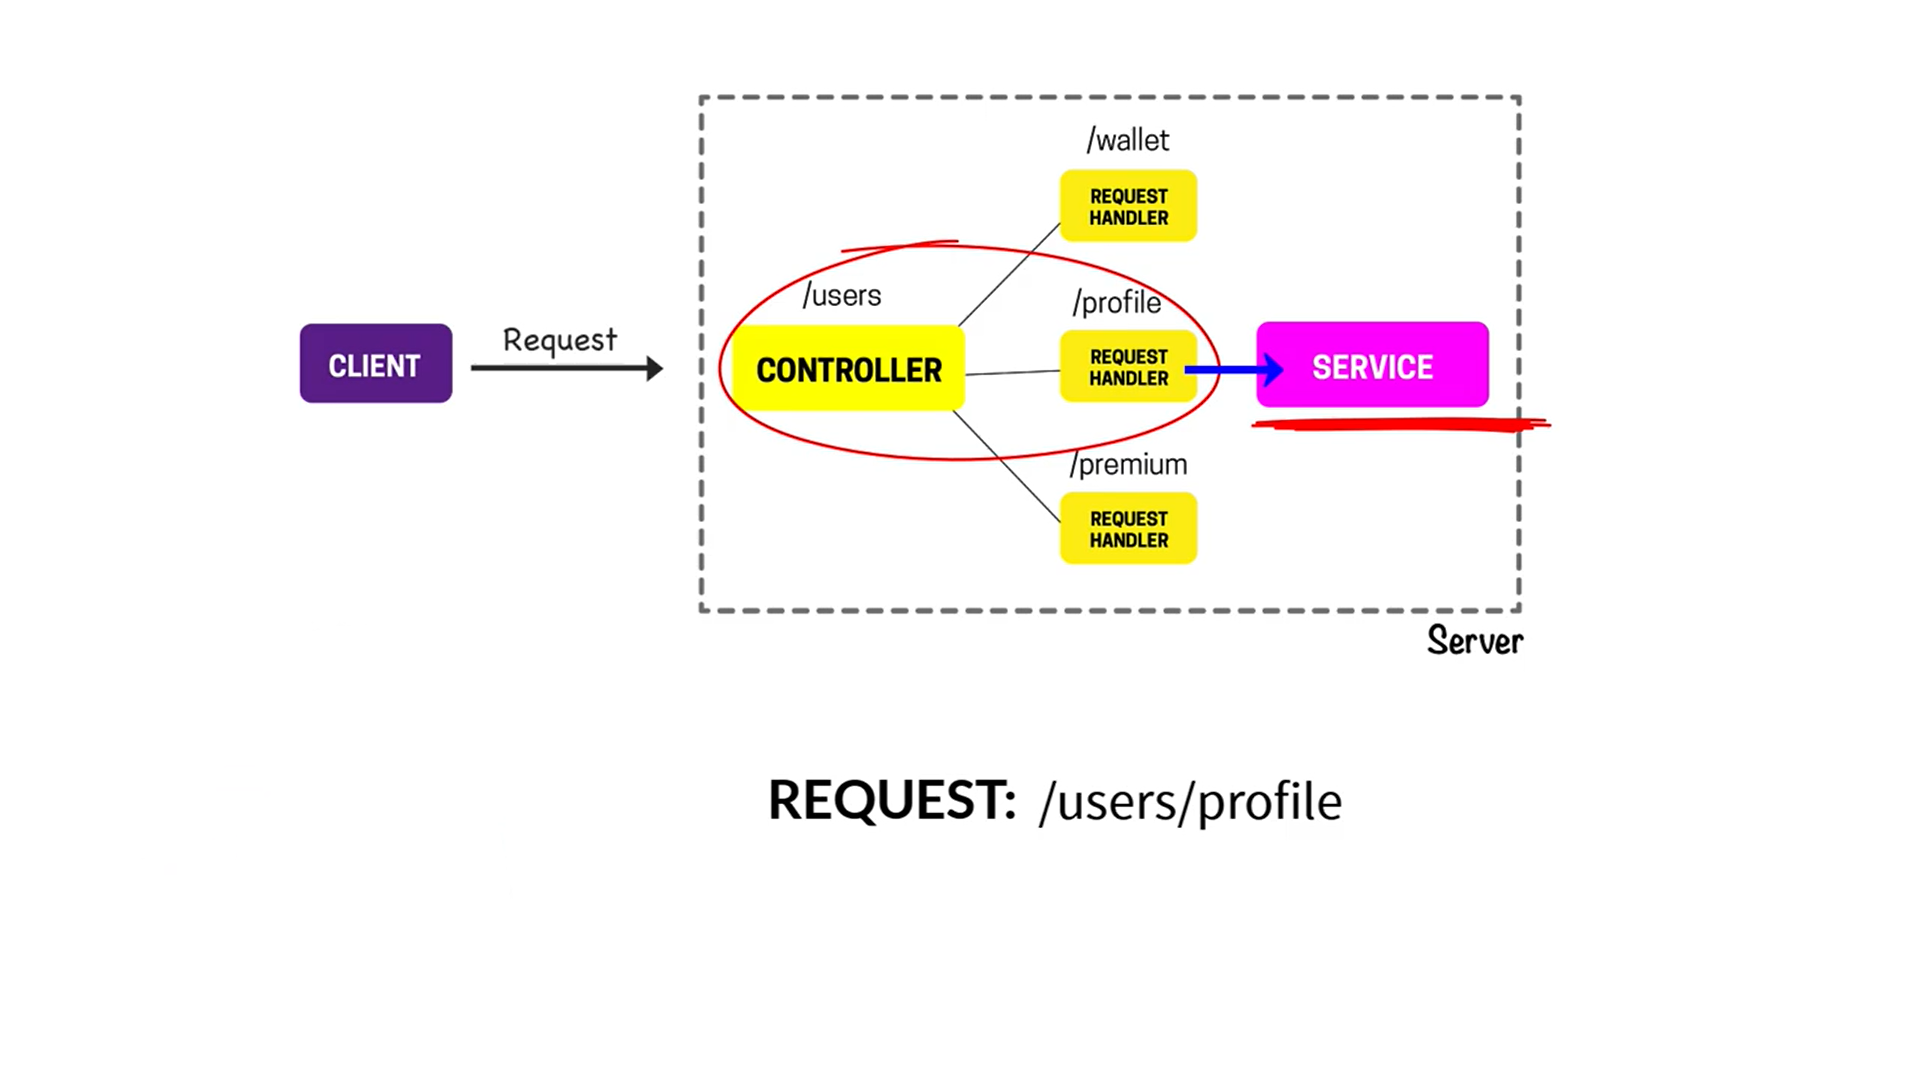 /wallet
REQUEST
HANDLER
/users
/profile
CLIENT
Request
CONTROLLER
REQUEST
HANDLER
SERVICE
/premium
REQUEST
HANDLER
Server
REQUEST: /users/profile